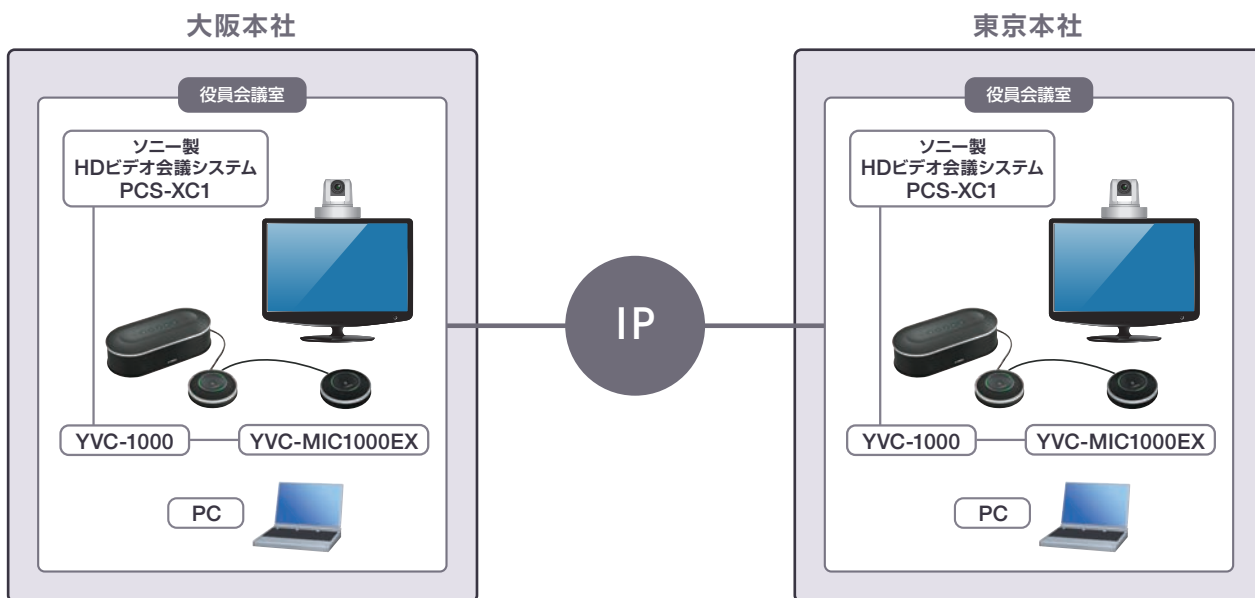 大阪本社
役員会議室
ソニー製
HDビデオ会議システム
PCS-XC1
YVC-1000
YVC-MIC1000EX
PC
IP
東京本社
役員会議室
ソニー製
HDビデオ会議システム
PCS-XC1
YVC-1000
YVC-MIC1000EX
PC